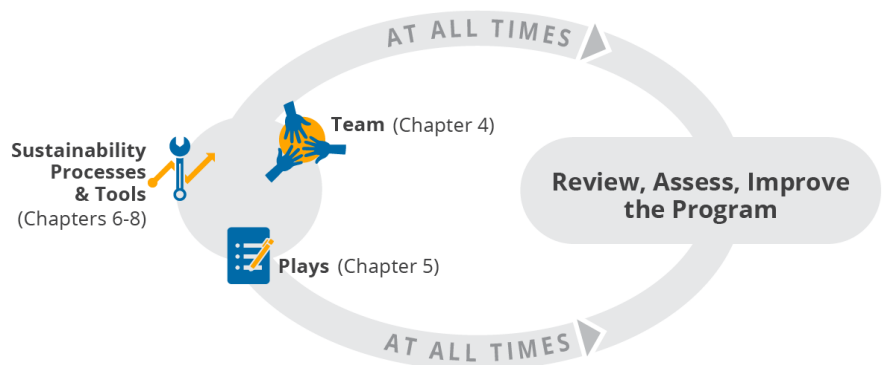 AT ALL TIMES
Team (Chapter 4)
Sustainability
Processes
& Tools
(Chapters 6-8)
Review, Assess, Improve
the Program
Plays (Chapter 5)
AT ALL TIMES